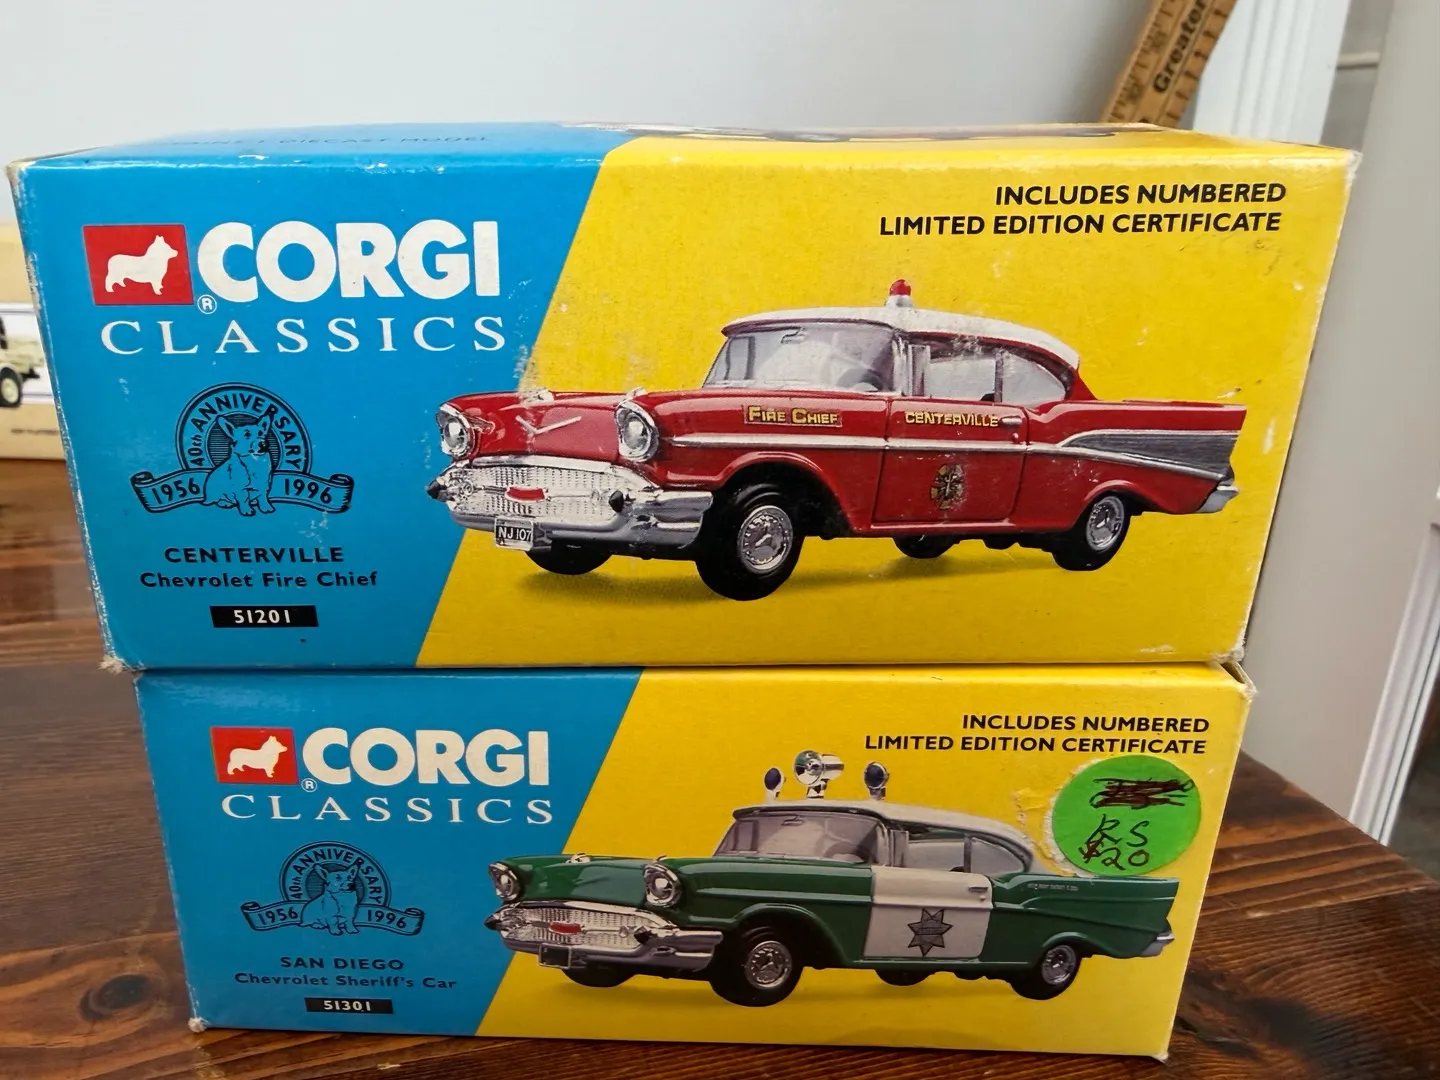 Greater
INCLUDES NUMBERED
LIMITED EDITION CERTIFICATE
CORGI
®
CLASSICS
40th ANNIVERSARY
1956 1996
CENTERVILLE
Chevrolet Fire Chief
51201
FIRE CHIEF
CENTERVILLE
NJ 107
INCLUDES NUMBERED
LIMITED EDITION CERTIFICATE
CORGI
®
CLASSICS
40th ANNIVERSARY
1956 1996
SAN DIEGO
Chevrolet Sheriff's Car
51301
RS
$20